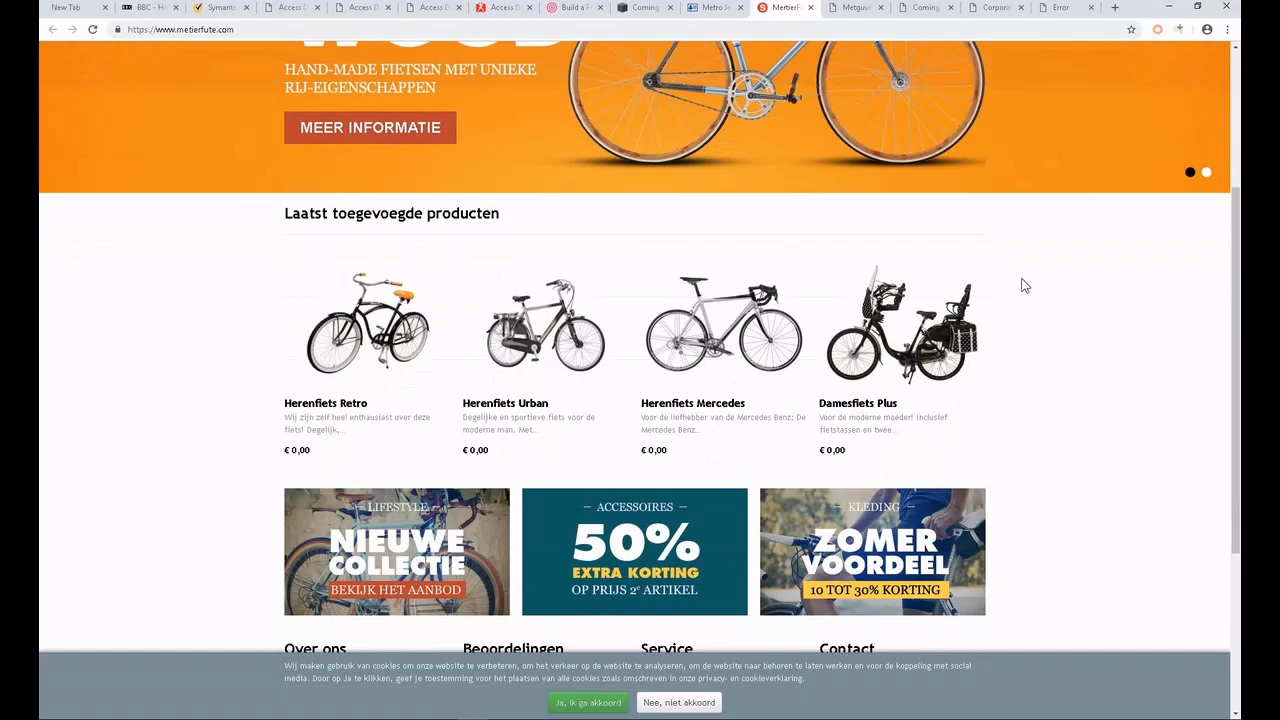 New Tab
BBC - Ho
Symante
Access D
Access D
Access D
Access D
Build a F
Coming
Metro Je
MetierFu
Metguv
Coming
Corpora
Error
https://www.metierfute.com
HAND-MADE FIETSEN MET UNIEKE
RIJ-EIGENSCHAPPEN
MEER INFORMATIE
Laatst toegevoegde producten
Herenfiets Retro
Wij zijn zelf heel enthousiast over deze
fiets! Degelijk,...
€ 0,00
Herenfiets Urban
Degelijke en sportieve fiets voor de
moderne man. Met...
€ 0,00
Herenfiets Mercedes
Voor de liefhebber van de Mercedes Benz; De
Mercedes Benz...
€ 0,00
Damesfiets Plus
Voor de moderne moeder! Inclusief
fietstassen en twee...
€ 0,00
LIFESTYLE
NIEUWE
COLLECTIE
BEKIJK HET AANBOD
— ACCESSOIRES —
50%
EXTRA KORTING
OP PRIJS 2e ARTIKEL
— KLEDING —
ZOMER
VOORDEEL
10 TOT 30% KORTING
Over ons
Beoordelingen
Service
Contact
Wij maken gebruik van cookies om onze website te verbeteren, om het verkeer op de website te analyseren, om de website naar behoren te laten werken en voor de koppeling met social
media. Door op Ja te klikken, geef je toestemming voor het plaatsen van alle cookies zoals omschreven in onze privacy- en cookieverklaring.
Ja, ik ga akkoord
Nee, niet akkoord